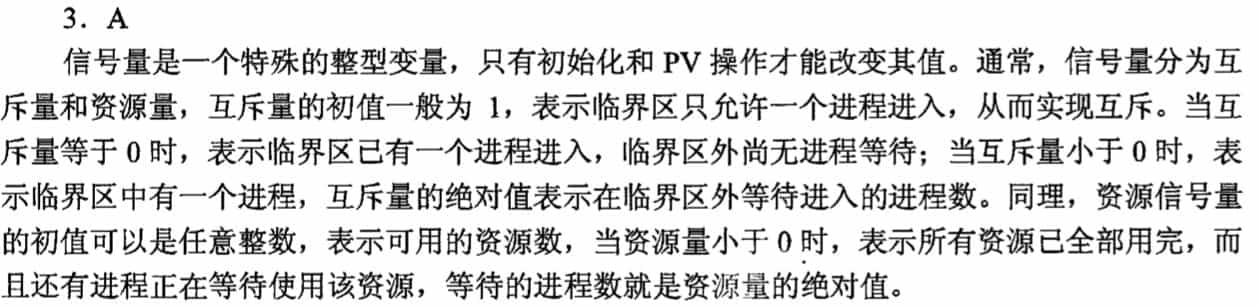 3．A
信号量是一个特殊的整型变量，只有初始化和 PV 操作才能改变其值。通常，信号量分为互
斥量和资源量，互斥量的初值一般为 1，表示临界区只允许一个进程进入，从而实现互斥。当互
斥量等于 0 时，表示临界区已有一个进程进入，临界区外尚无进程等待；当互斥量小于 0 时，表
示临界区中有一个进程，互斥量的绝对值表示在临界区外等待进入的进程数。同理，资源信号量
的初值可以是任意整数，表示可用的资源数，当资源量小于 0 时，表示所有资源已全部用完，而
且还有进程正在等待使用该资源，等待的进程数就是资源量的绝对值。